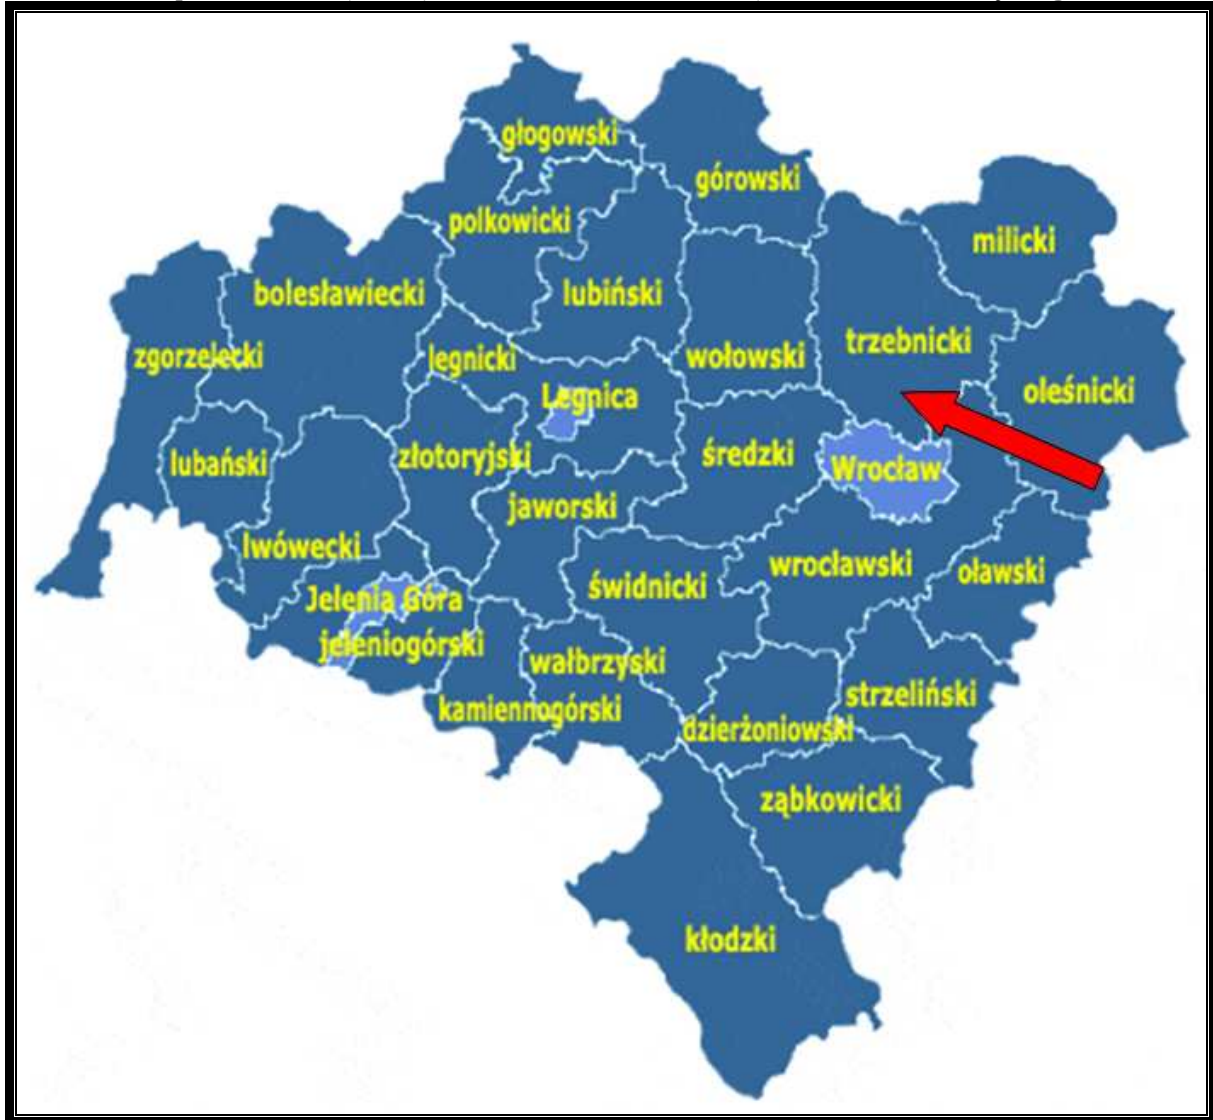 głogowski
górowski
polkowicki
milicki
bolesławiecki
lubiński
trzebnicki
zgorzelecki
legnicki
wołowski
oleśnicki
Legnica
lubański
złotoryjski
średzki
Wrocław
jaworski
lwówecki
wrocławski
oławski
świdnicki
Jelenia Góra
jeleniogórski
wałbrzyski
strzeliński
kamiennogórski
dzierżoniowski
ząbkowicki
kłodzki